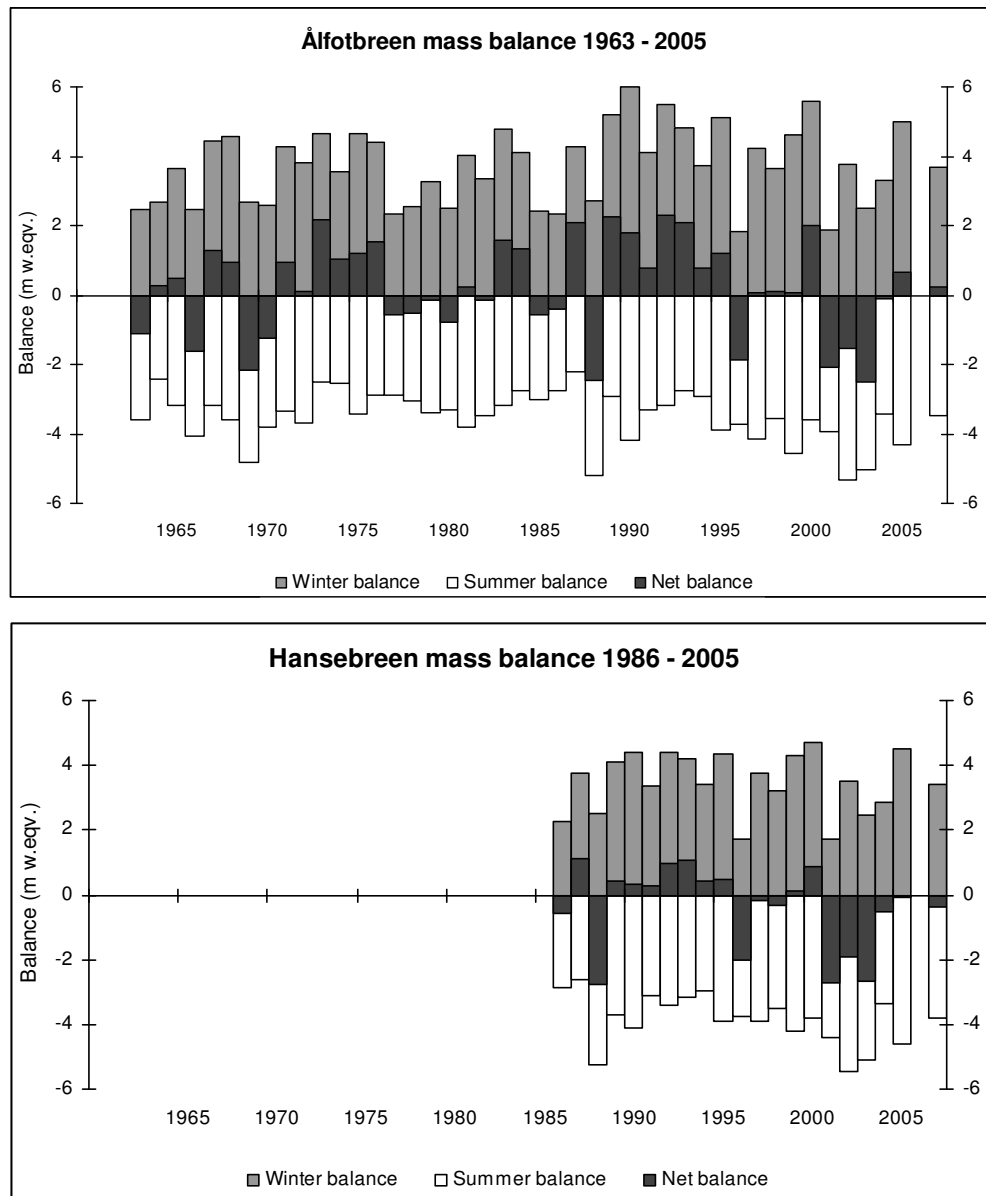 Ålfotbreen mass balance 1963 - 2005
6 6
4 4
2 2
0 0
-2 -2
-4 -4
-6 -6
Balance (m w.eqv.)
1965 1970 1975 1980 1985 1990 1995 2000 2005
Winter balance Summer balance Net balance
Hansebreen mass balance 1986 - 2005
6 6
4 4
2 2
0 0
-2 -2
-4 -4
-6 -6
Balance (m w.eqv.)
1965 1970 1975 1980 1985 1990 1995 2000 2005
Winter balance Summer balance Net balance